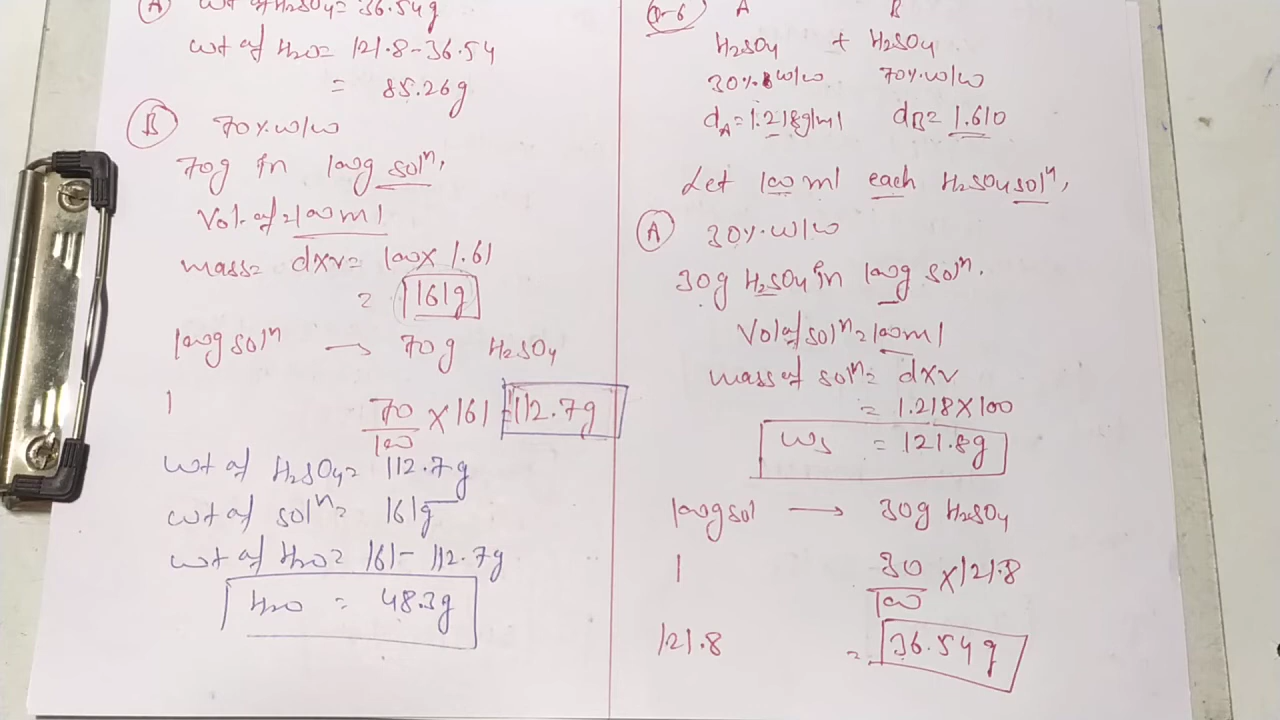 (A) wt of H2SO4 = 36.54g
wt of H2O = 121.8-36.54
= 85.26g
(B) 70% w/w
70g in 100g solⁿ,
Vol. of = 100ml
mass = d×v = 100 × 1.61
= 161g
100g solⁿ → 70g H2SO4
1 70/100 × 161 = 112.7g
wt of H2SO4 = 112.7g
wt of solⁿ = 161g
wt of H2O = 161 - 112.7g
H2O = 48.3g
Q-6 A B
H2SO4 + H2SO4
30% w/w 70% w/w
dA = 1.218g/ml dB = 1.610
Let 100 ml each H2SO4 solⁿ,
(A) 30% w/w
30g H2SO4 in 100g solⁿ.
Vol of solⁿ = 100ml
mass of solⁿ = d×v
= 1.218 × 100
Ws = 121.8g
100g sol → 30g H2SO4
1 30/100 × 121.8
121.8 = 36.54g